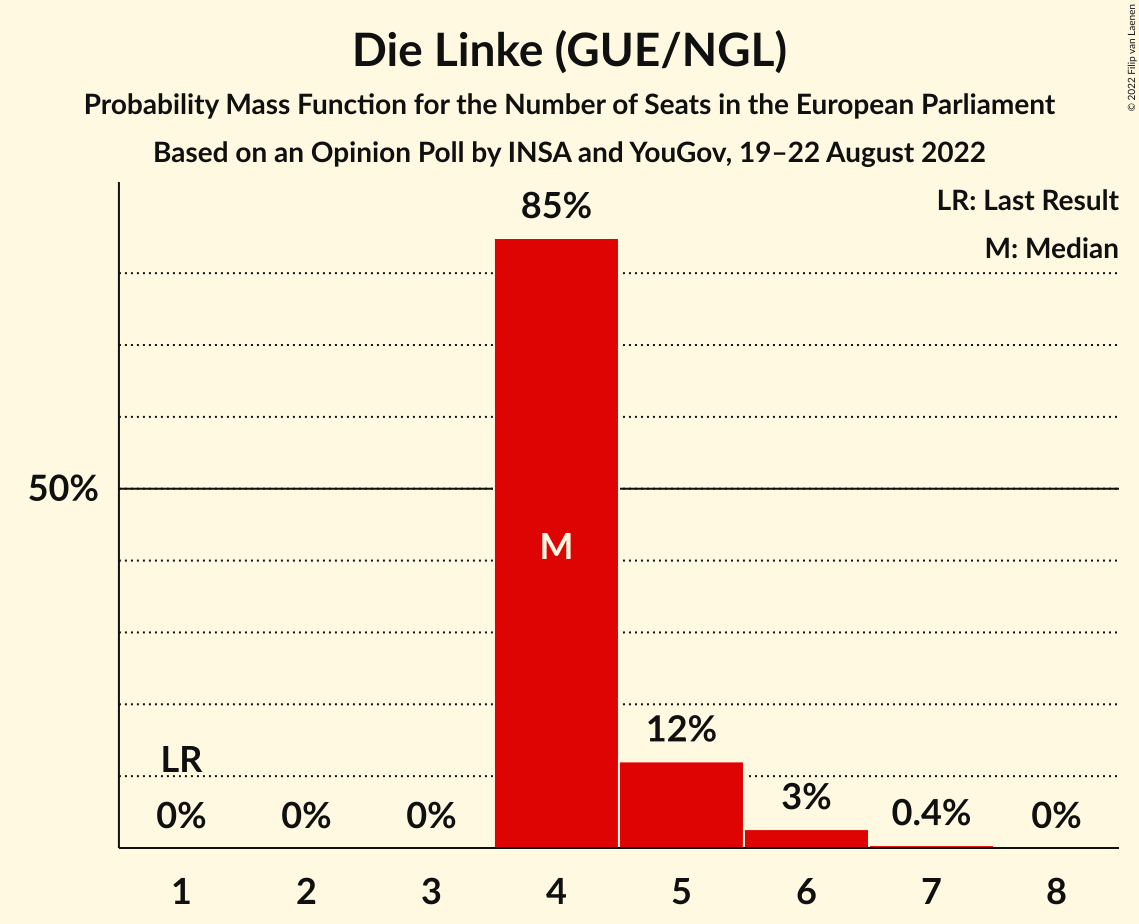 Die Linke (GUE/NGL)
Probability Mass Function for the Number of Seats in the European Parliament
Based on an Opinion Poll by INSA and YouGov, 19–22 August 2022
© 2022 Filip van Laenen
LR: Last Result
M: Median
85%
50%
M
LR
12%
0%
0%
0%
3%
0.4%
0%
1
2
3
4
5
6
7
8